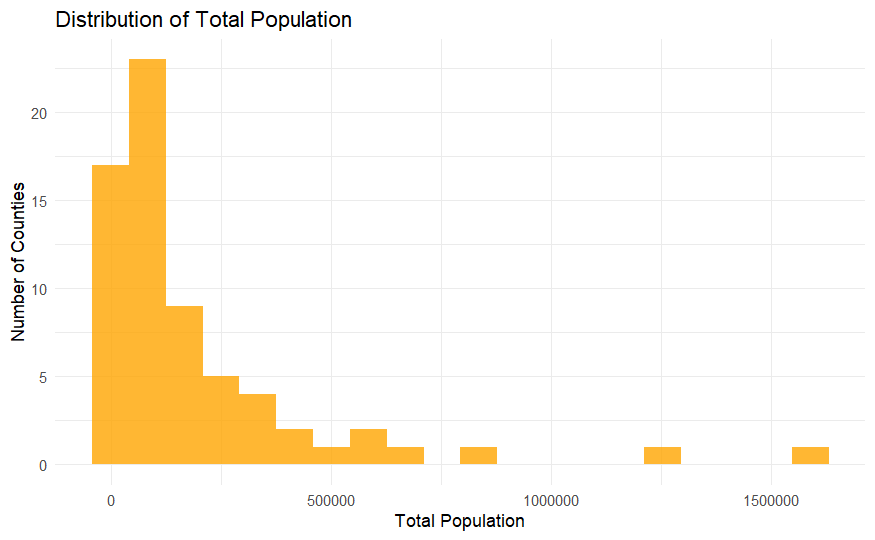 Distribution of Total Population
Number of Counties
20
15
10
5
0
0 500000 1000000 1500000
Total Population